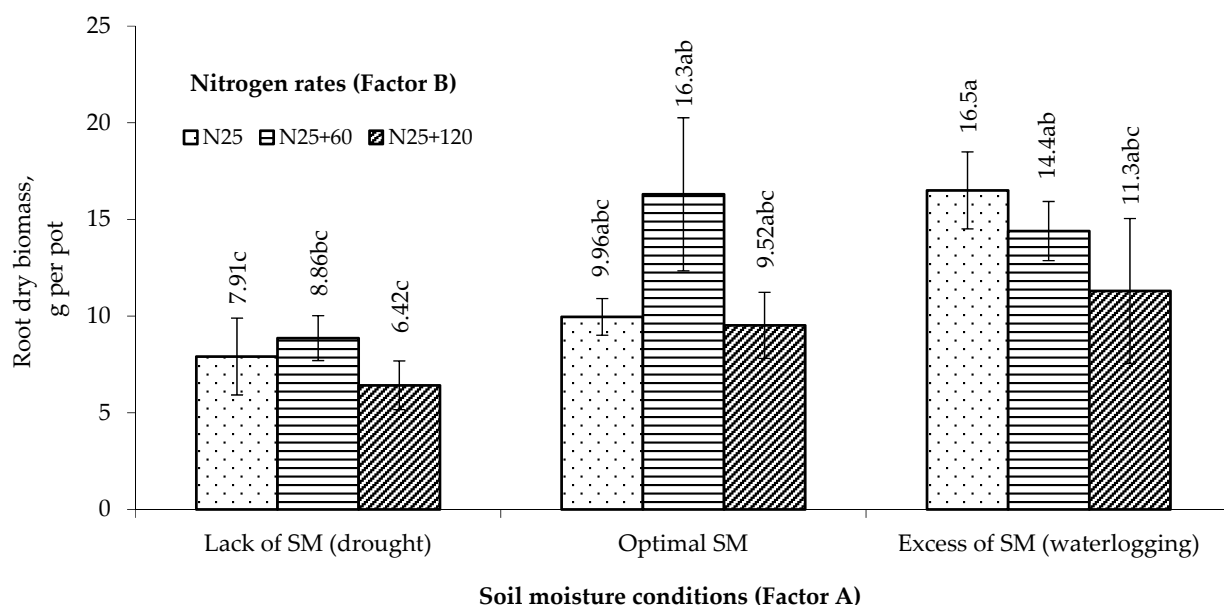 25
20
15
10
5
0
Root dry biomass,
g per pot
Nitrogen rates (Factor B)
N25 N25+60 N25+120
7.91c
8.86bc
6.42c
9.96abc
16.3ab
9.52abc
16.5a
14.4ab
11.3abc
Lack of SM (drought) Optimal SM Excess of SM (waterlogging)
Soil moisture conditions (Factor A)